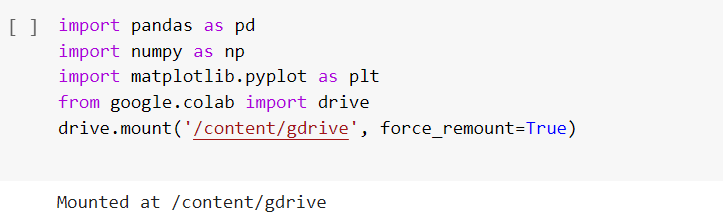 [ ] import pandas as pd
import numpy as np
import matplotlib.pyplot as plt
from google.colab import drive
drive.mount('/content/gdrive', force_remount=True)
Mounted at /content/gdrive